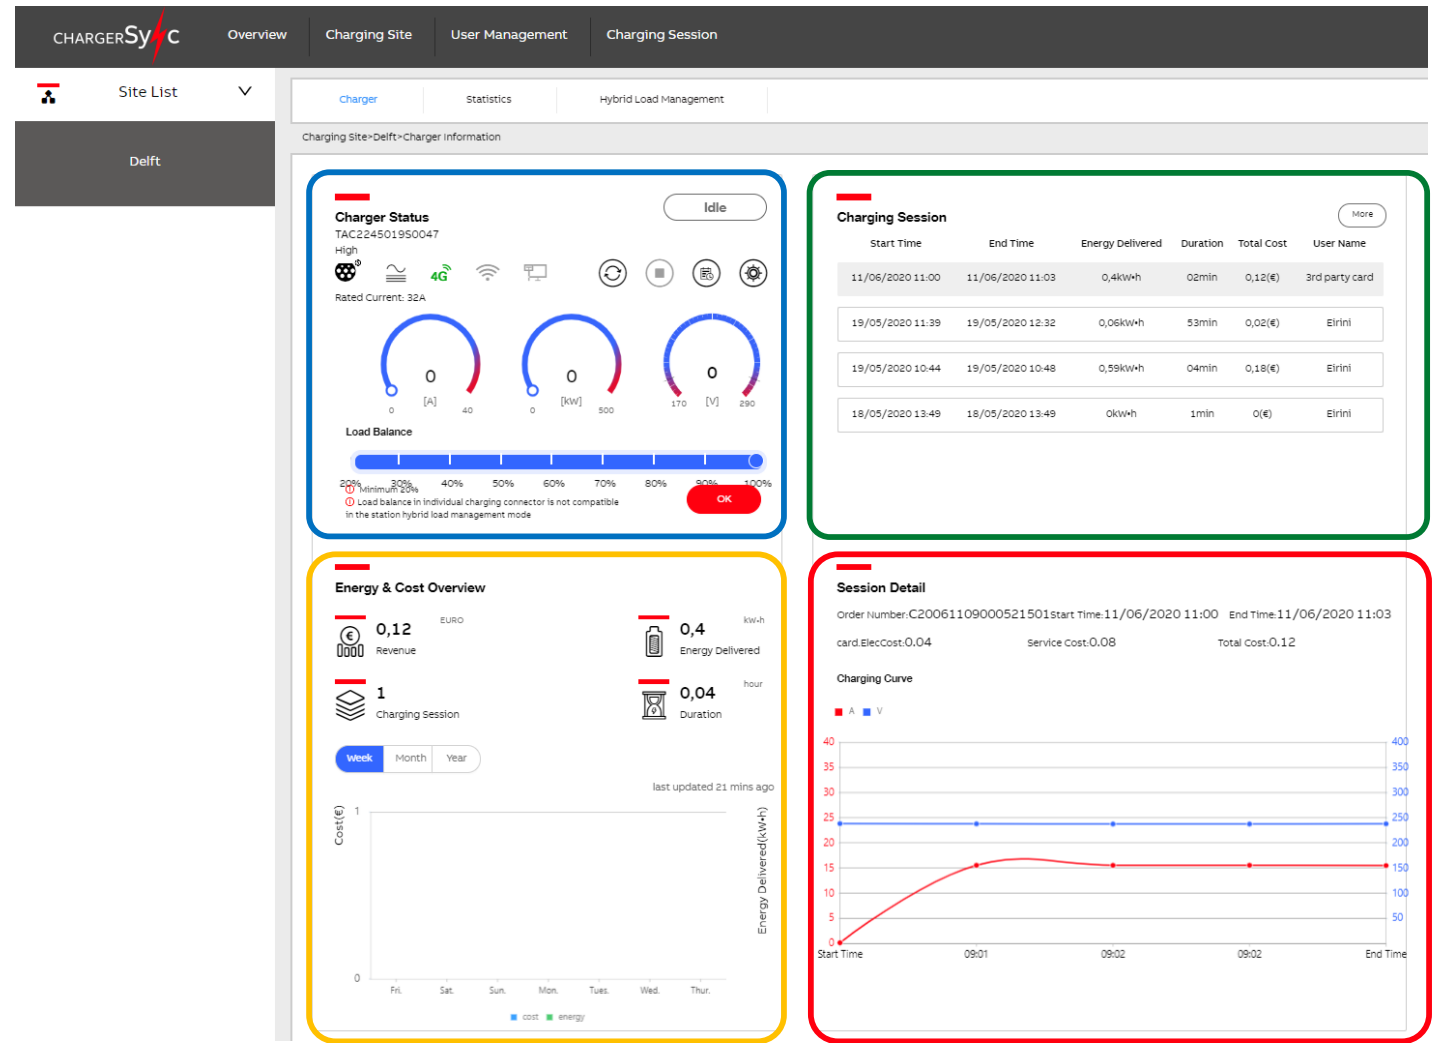 CHARGERSync
Overview
Charging Site
User Management
Charging Session
Site List
Delft
Charger
Statistics
Hybrid Load Management
Charging Site>Delft>Charger Information
Charger Status
Idle
TAC2245019S0047
High
4G
Rated Current: 32A
0
[A]
0
40
0
[kW]
0
500
0
[V]
170
290
Load Balance
20% 30% 40% 50% 60% 70% 80% 90% 100%
Minimum 20%
Load balance in individual charging connector is not compatible
in the station hybrid load management mode
OK
Charging Session
More
Start Time End Time Energy Delivered Duration Total Cost User Name
11/06/2020 11:00 11/06/2020 11:03 0,4kW•h 02min 0,12(€) 3rd party card
19/05/2020 11:39 19/05/2020 12:32 0,06kW•h 53min 0,02(€) Eirini
19/05/2020 10:44 19/05/2020 10:48 0,59kW•h 04min 0,18(€) Eirini
18/05/2020 13:49 18/05/2020 13:49 0kW•h 1min 0(€) Eirini
Energy & Cost Overview
0,12 EURO
Revenue
0,4 kW•h
Energy Delivered
1
Charging Session
0,04 hour
Duration
Week Month Year
last updated 21 mins ago
Cost(€)
1
0
Energy Delivered(kW•h)
Fri. Sat. Sun. Mon. Tues. Wed. Thur.
cost energy
Session Detail
Order Number:C20061109000521501Start Time:11/06/2020 11:00 End Time:11/06/2020 11:03
card.ElecCost:0.04 Service Cost:0.08 Total Cost:0.12
Charging Curve
A V
40 400
35 350
30 300
25 250
20 200
15 150
10 100
5 50
0
Start Time 09:01 09:02 09:02 End Time